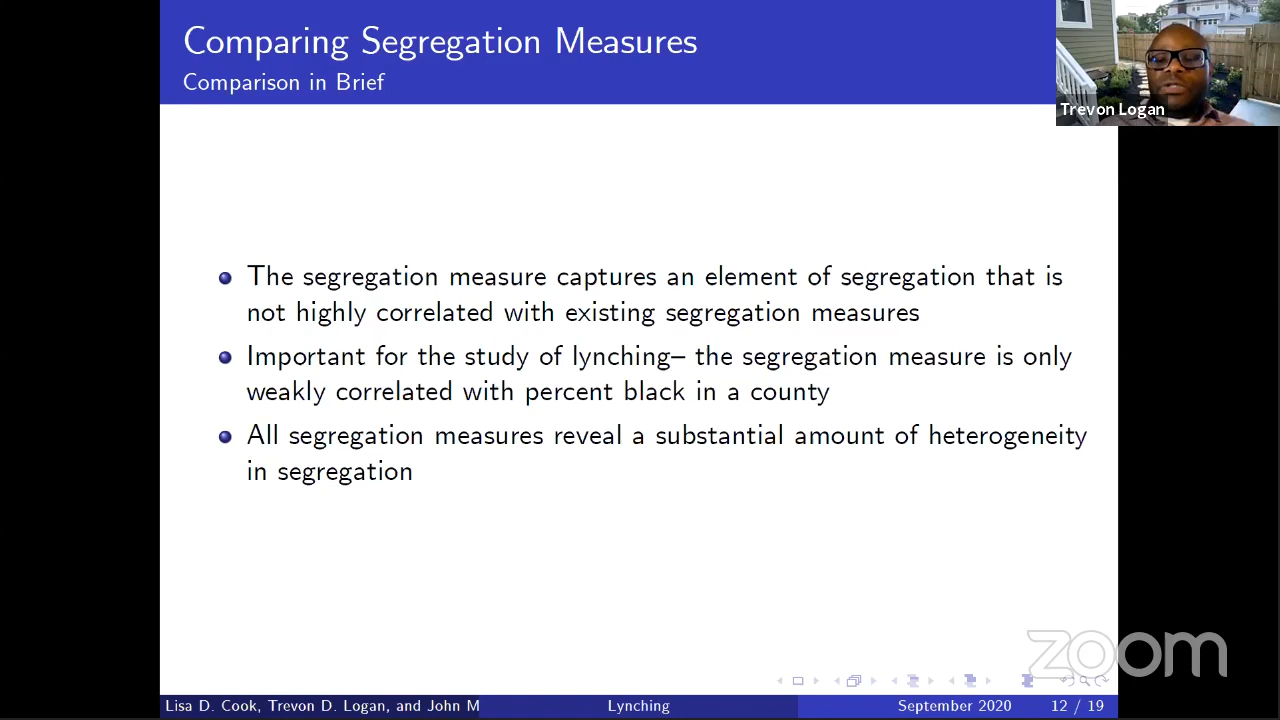 Comparing Segregation Measures
Comparison in Brief
Trevon Logan
The segregation measure captures an element of segregation that is
not highly correlated with existing segregation measures
Important for the study of lynching– the segregation measure is only
weakly correlated with percent black in a county
All segregation measures reveal a substantial amount of heterogeneity
in segregation
zoom
Lisa D. Cook, Trevon D. Logan, and John M
Lynching
September 2020
12 / 19